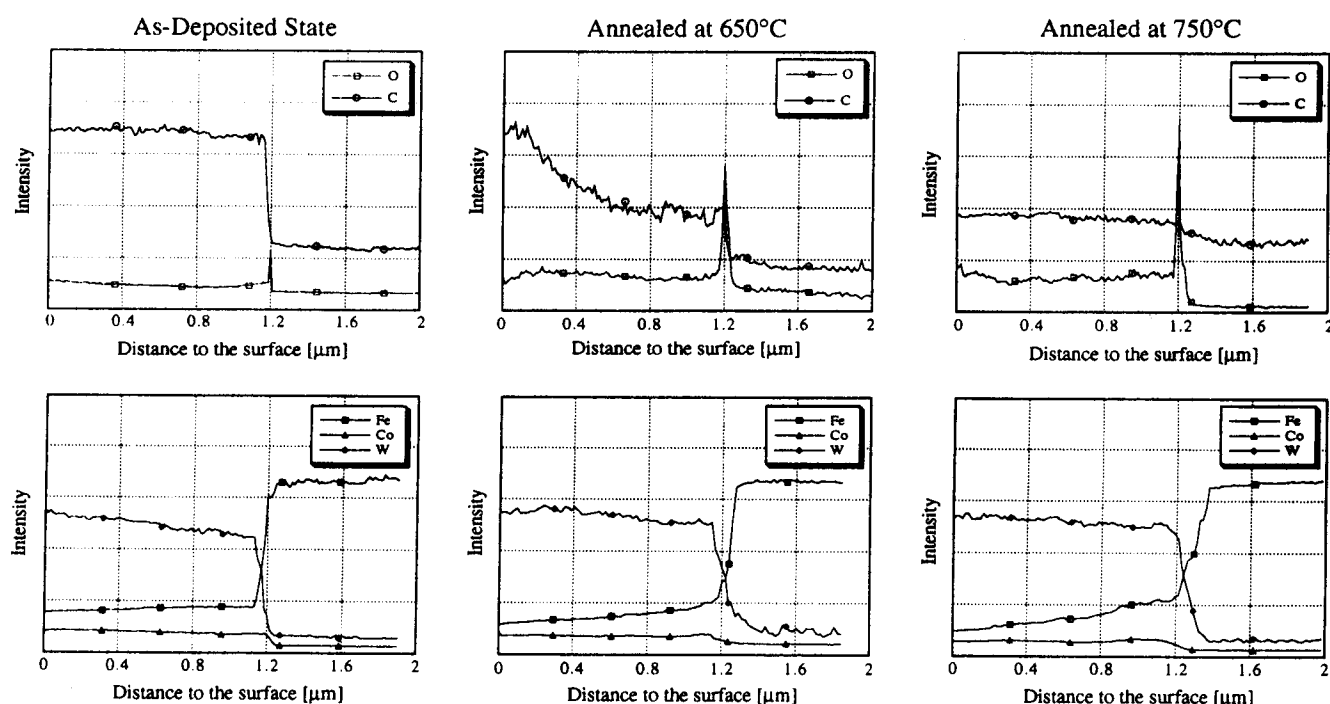 As-Deposited State
Annealed at 650°C
Annealed at 750°C
O
C
O
C
O
C
Intensity
Intensity
Intensity
0 0.4 0.8 1.2 1.6 2
0 0.4 0.8 1.2 1.6 2
0 0.4 0.8 1.2 1.6 2
Distance to the surface [μm]
Distance to the surface [μm]
Distance to the surface [μm]
Fe
Co
W
Fe
Co
W
Fe
Co
W
Intensity
Intensity
Intensity
0 0.4 0.8 1.2 1.6 2
0 0.4 0.8 1.2 1.6 2
0 0.4 0.8 1.2 1.6 2
Distance to the surface [μm]
Distance to the surface [μm]
Distance to the surface [μm]